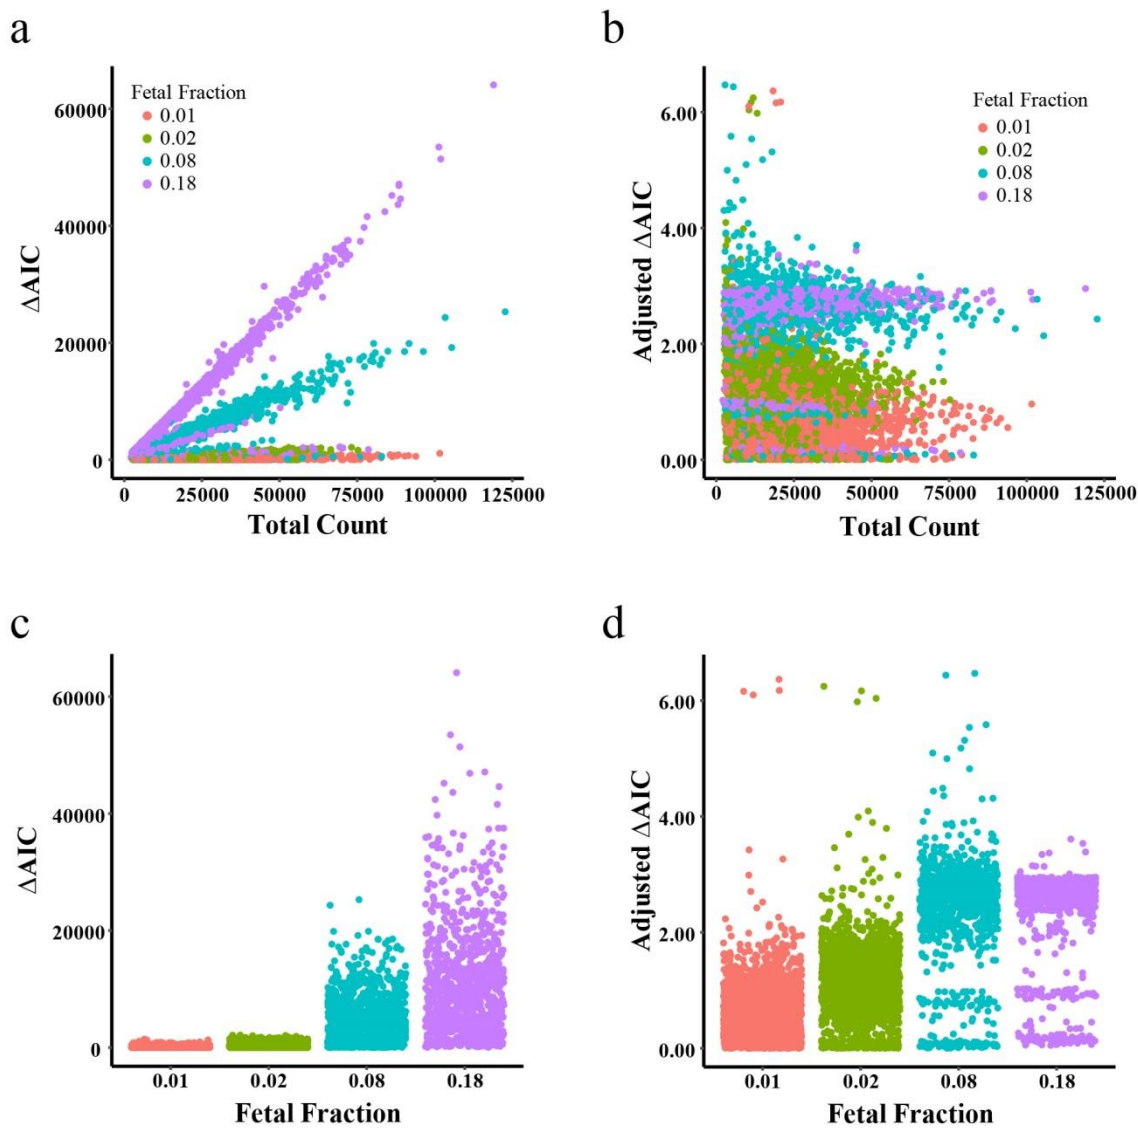 a
Fetal Fraction
0.01
0.02
0.08
0.18
60000
40000
20000
0
ΔAIC
0 25000 50000 75000 100000 125000
Total Count
b
Fetal Fraction
0.01
0.02
0.08
0.18
6.00
4.00
2.00
0.00
Adjusted ΔAIC
0 25000 50000 75000 100000 125000
Total Count
c
60000
40000
20000
0
ΔAIC
0.01 0.02 0.08 0.18
Fetal Fraction
d
6.00
4.00
2.00
0.00
Adjusted ΔAIC
0.01 0.02 0.08 0.18
Fetal Fraction